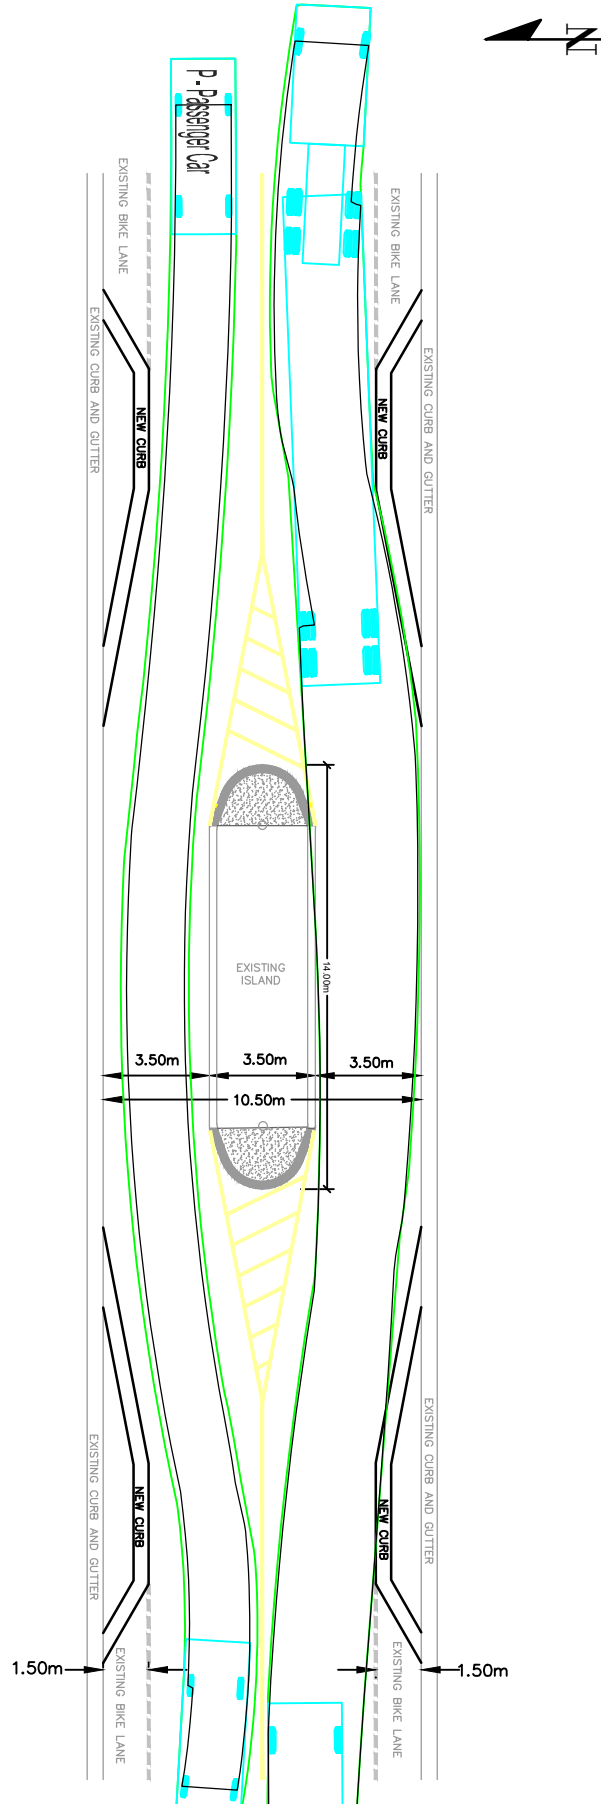 N
P - Passenger Car
EXISTING BIKE LANE
EXISTING BIKE LANE
EXISTING CURB AND GUTTER
EXISTING CURB AND GUTTER
NEW CURB
NEW CURB
EXISTING
ISLAND
14.00m
3.50m
3.50m
3.50m
10.50m
EXISTING CURB AND GUTTER
EXISTING CURB AND GUTTER
NEW CURB
NEW CURB
1.50m
1.50m
EXISTING BIKE LANE
EXISTING BIKE LANE